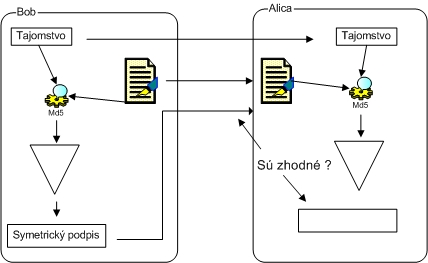 Bob
Alica
Tajomstvo
Tajomstvo
Md5
Md5
Sú zhodné ?
Symetrický podpis